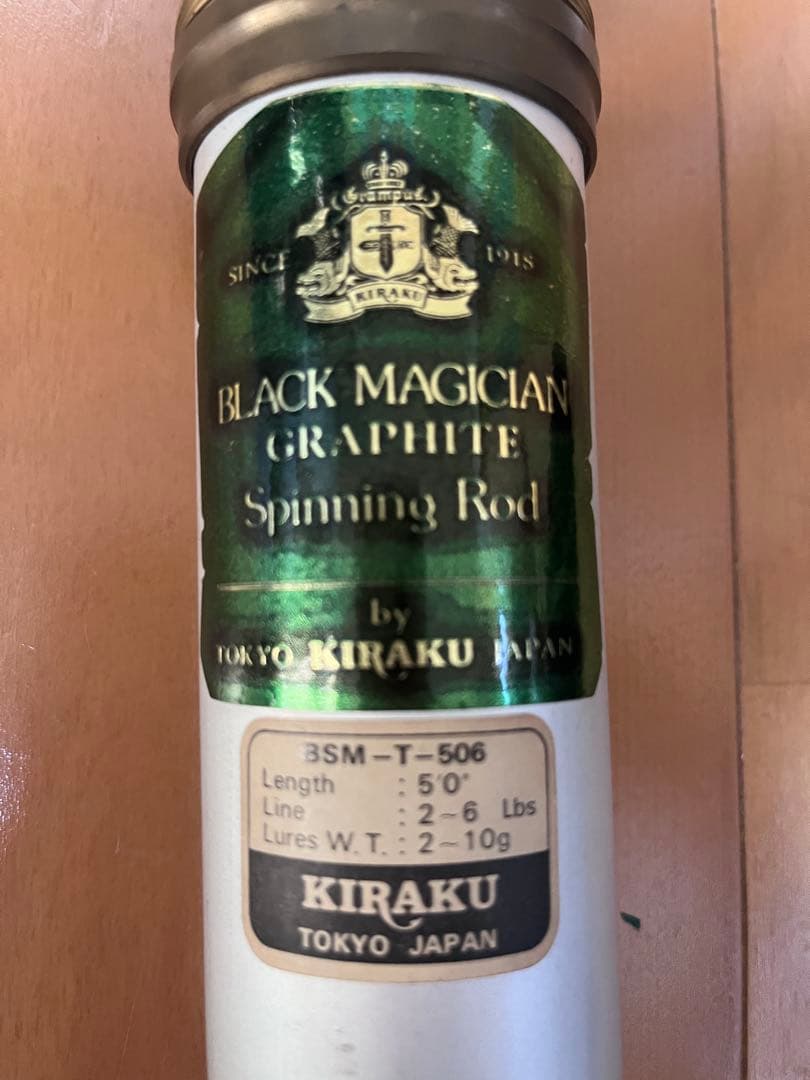 Grampus
SINCE 1918
KIRAKU
BLACK MAGICIAN
GRAPHITE
Spinning Rod
by
TOKYO KIRAKU JAPAN
BSM-T-506
Length : 5'0"
Line : 2~6 Lbs
Lures W.T. : 2~10g
KIRAKU
TOKYO JAPAN